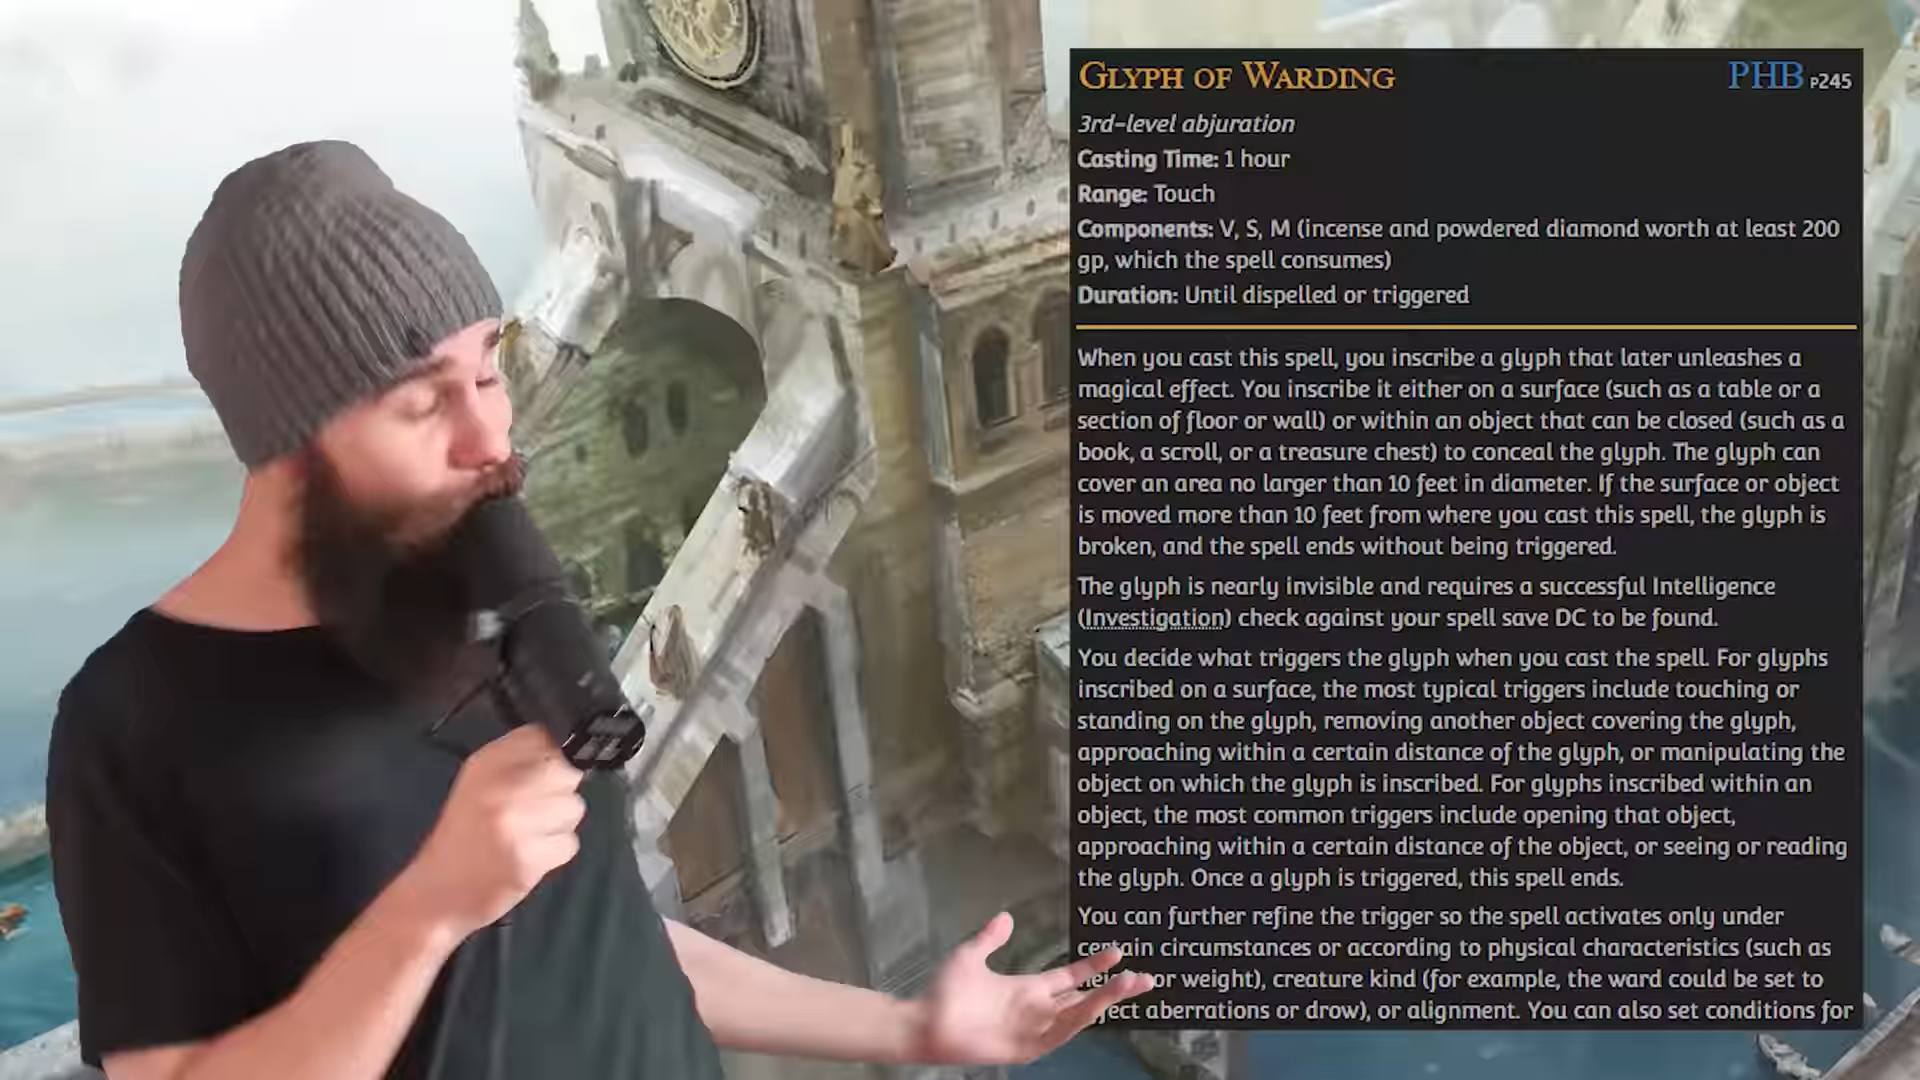 GLYPH OF WARDING PHB P245
3rd-level abjuration
Casting Time: 1 hour
Range: Touch
Components: V, S, M (incense and powdered diamond worth at least 200
gp, which the spell consumes)
Duration: Until dispelled or triggered
When you cast this spell, you inscribe a glyph that later unleashes a
magical effect. You inscribe it either on a surface (such as a table or a
section of floor or wall) or within an object that can be closed (such as a
book, a scroll, or a treasure chest) to conceal the glyph. The glyph can
cover an area no larger than 10 feet in diameter. If the surface or object
is moved more than 10 feet from where you cast this spell, the glyph is
broken, and the spell ends without being triggered.
The glyph is nearly invisible and requires a successful Intelligence
(Investigation) check against your spell save DC to be found.
You decide what triggers the glyph when you cast the spell. For glyphs
inscribed on a surface, the most typical triggers include touching or
standing on the glyph, removing another object covering the glyph,
approaching within a certain distance of the glyph, or manipulating the
object on which the glyph is inscribed. For glyphs inscribed within an
object, the most common triggers include opening that object,
approaching within a certain distance of the object, or seeing or reading
the glyph. Once a glyph is triggered, this spell ends.
You can further refine the trigger so the spell activates only under
certain circumstances or according to physical characteristics (such as
or weight), creature kind (for example, the ward could be set to
aberrations or drow), or alignment. You can also set conditions for